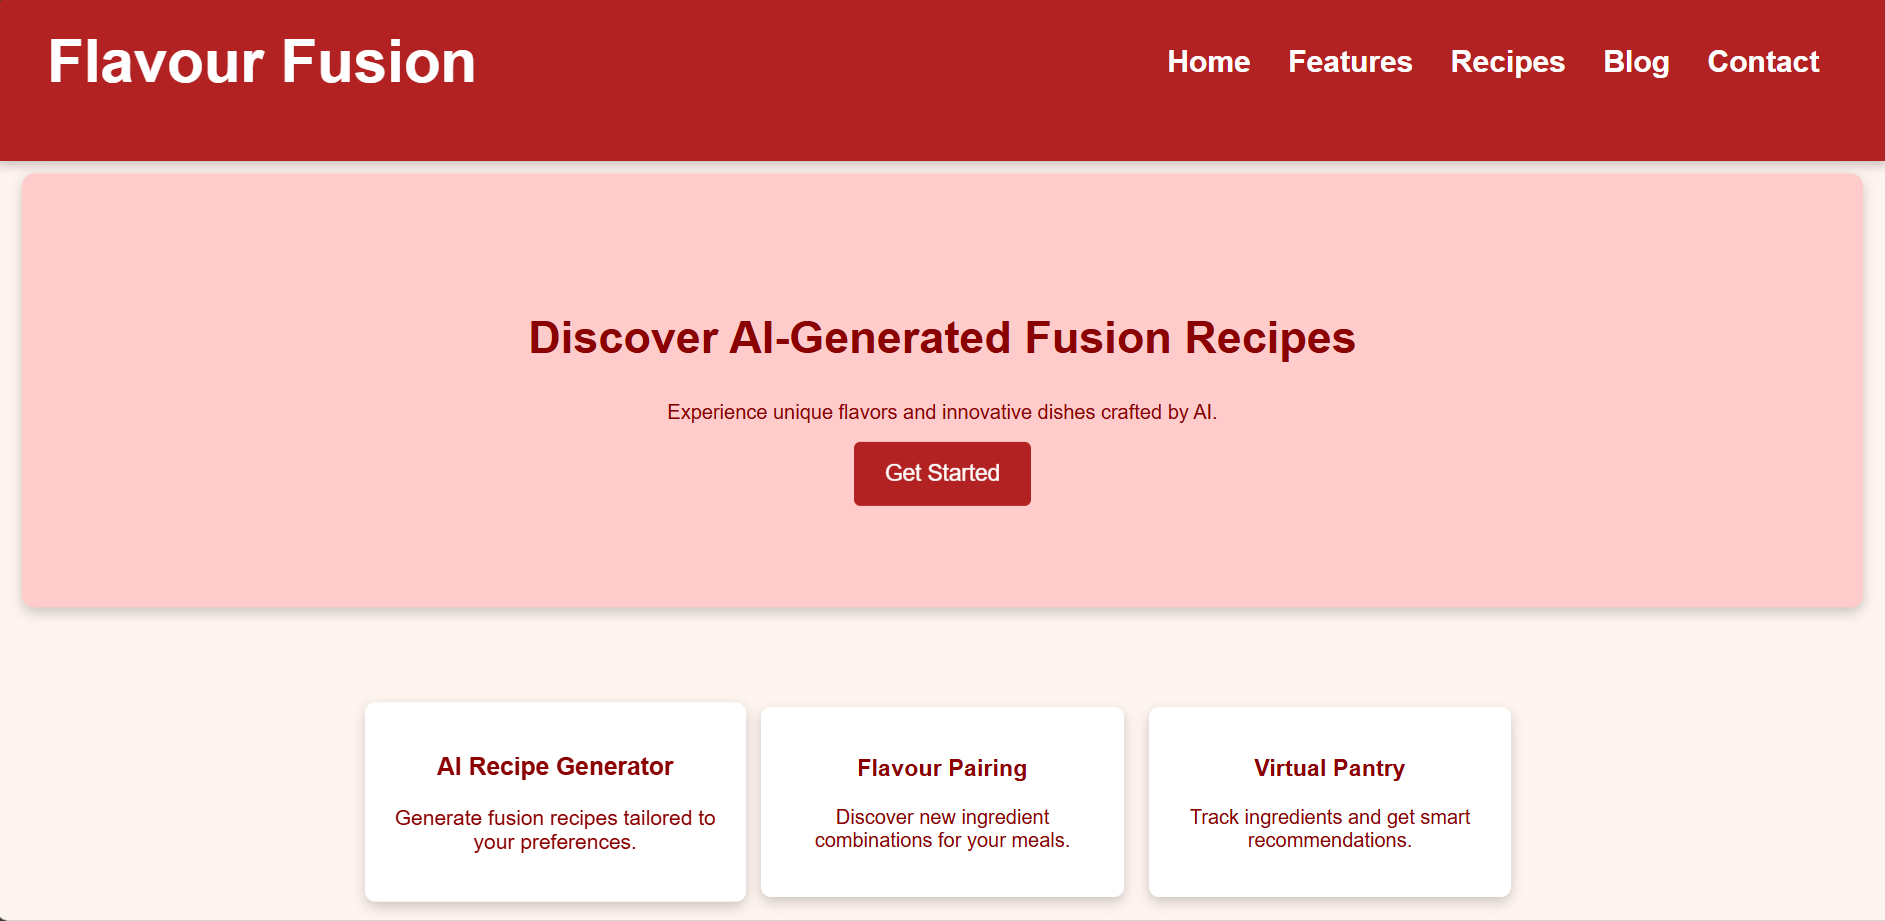 Flavour Fusion
Home Features Recipes Blog Contact
Discover AI-Generated Fusion Recipes
Experience unique flavors and innovative dishes crafted by AI.
Get Started
AI Recipe Generator
Generate fusion recipes tailored to
your preferences.
Flavour Pairing
Discover new ingredient
combinations for your meals.
Virtual Pantry
Track ingredients and get smart
recommendations.